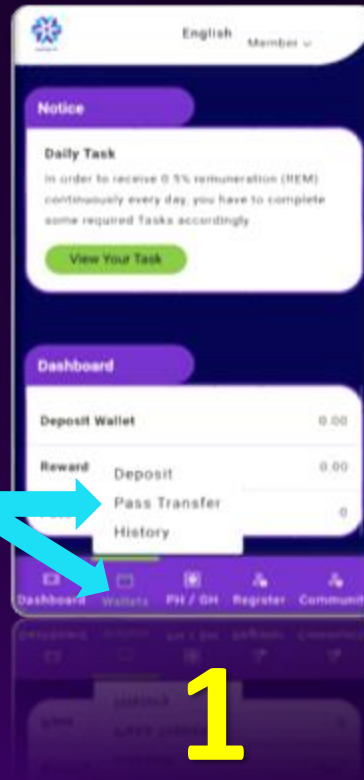 English
Member
Notice
Daily Task
In order to receive 0.5% remuneration (REM)
continuously every day, you have to complete
some required Tasks accordingly
View Your Task
Dashboard
Deposit Wallet 0.00
Reward 0.00
0
Deposit
Pass Transfer
History
Dashboard Wallets PH / GH Register Communit
1